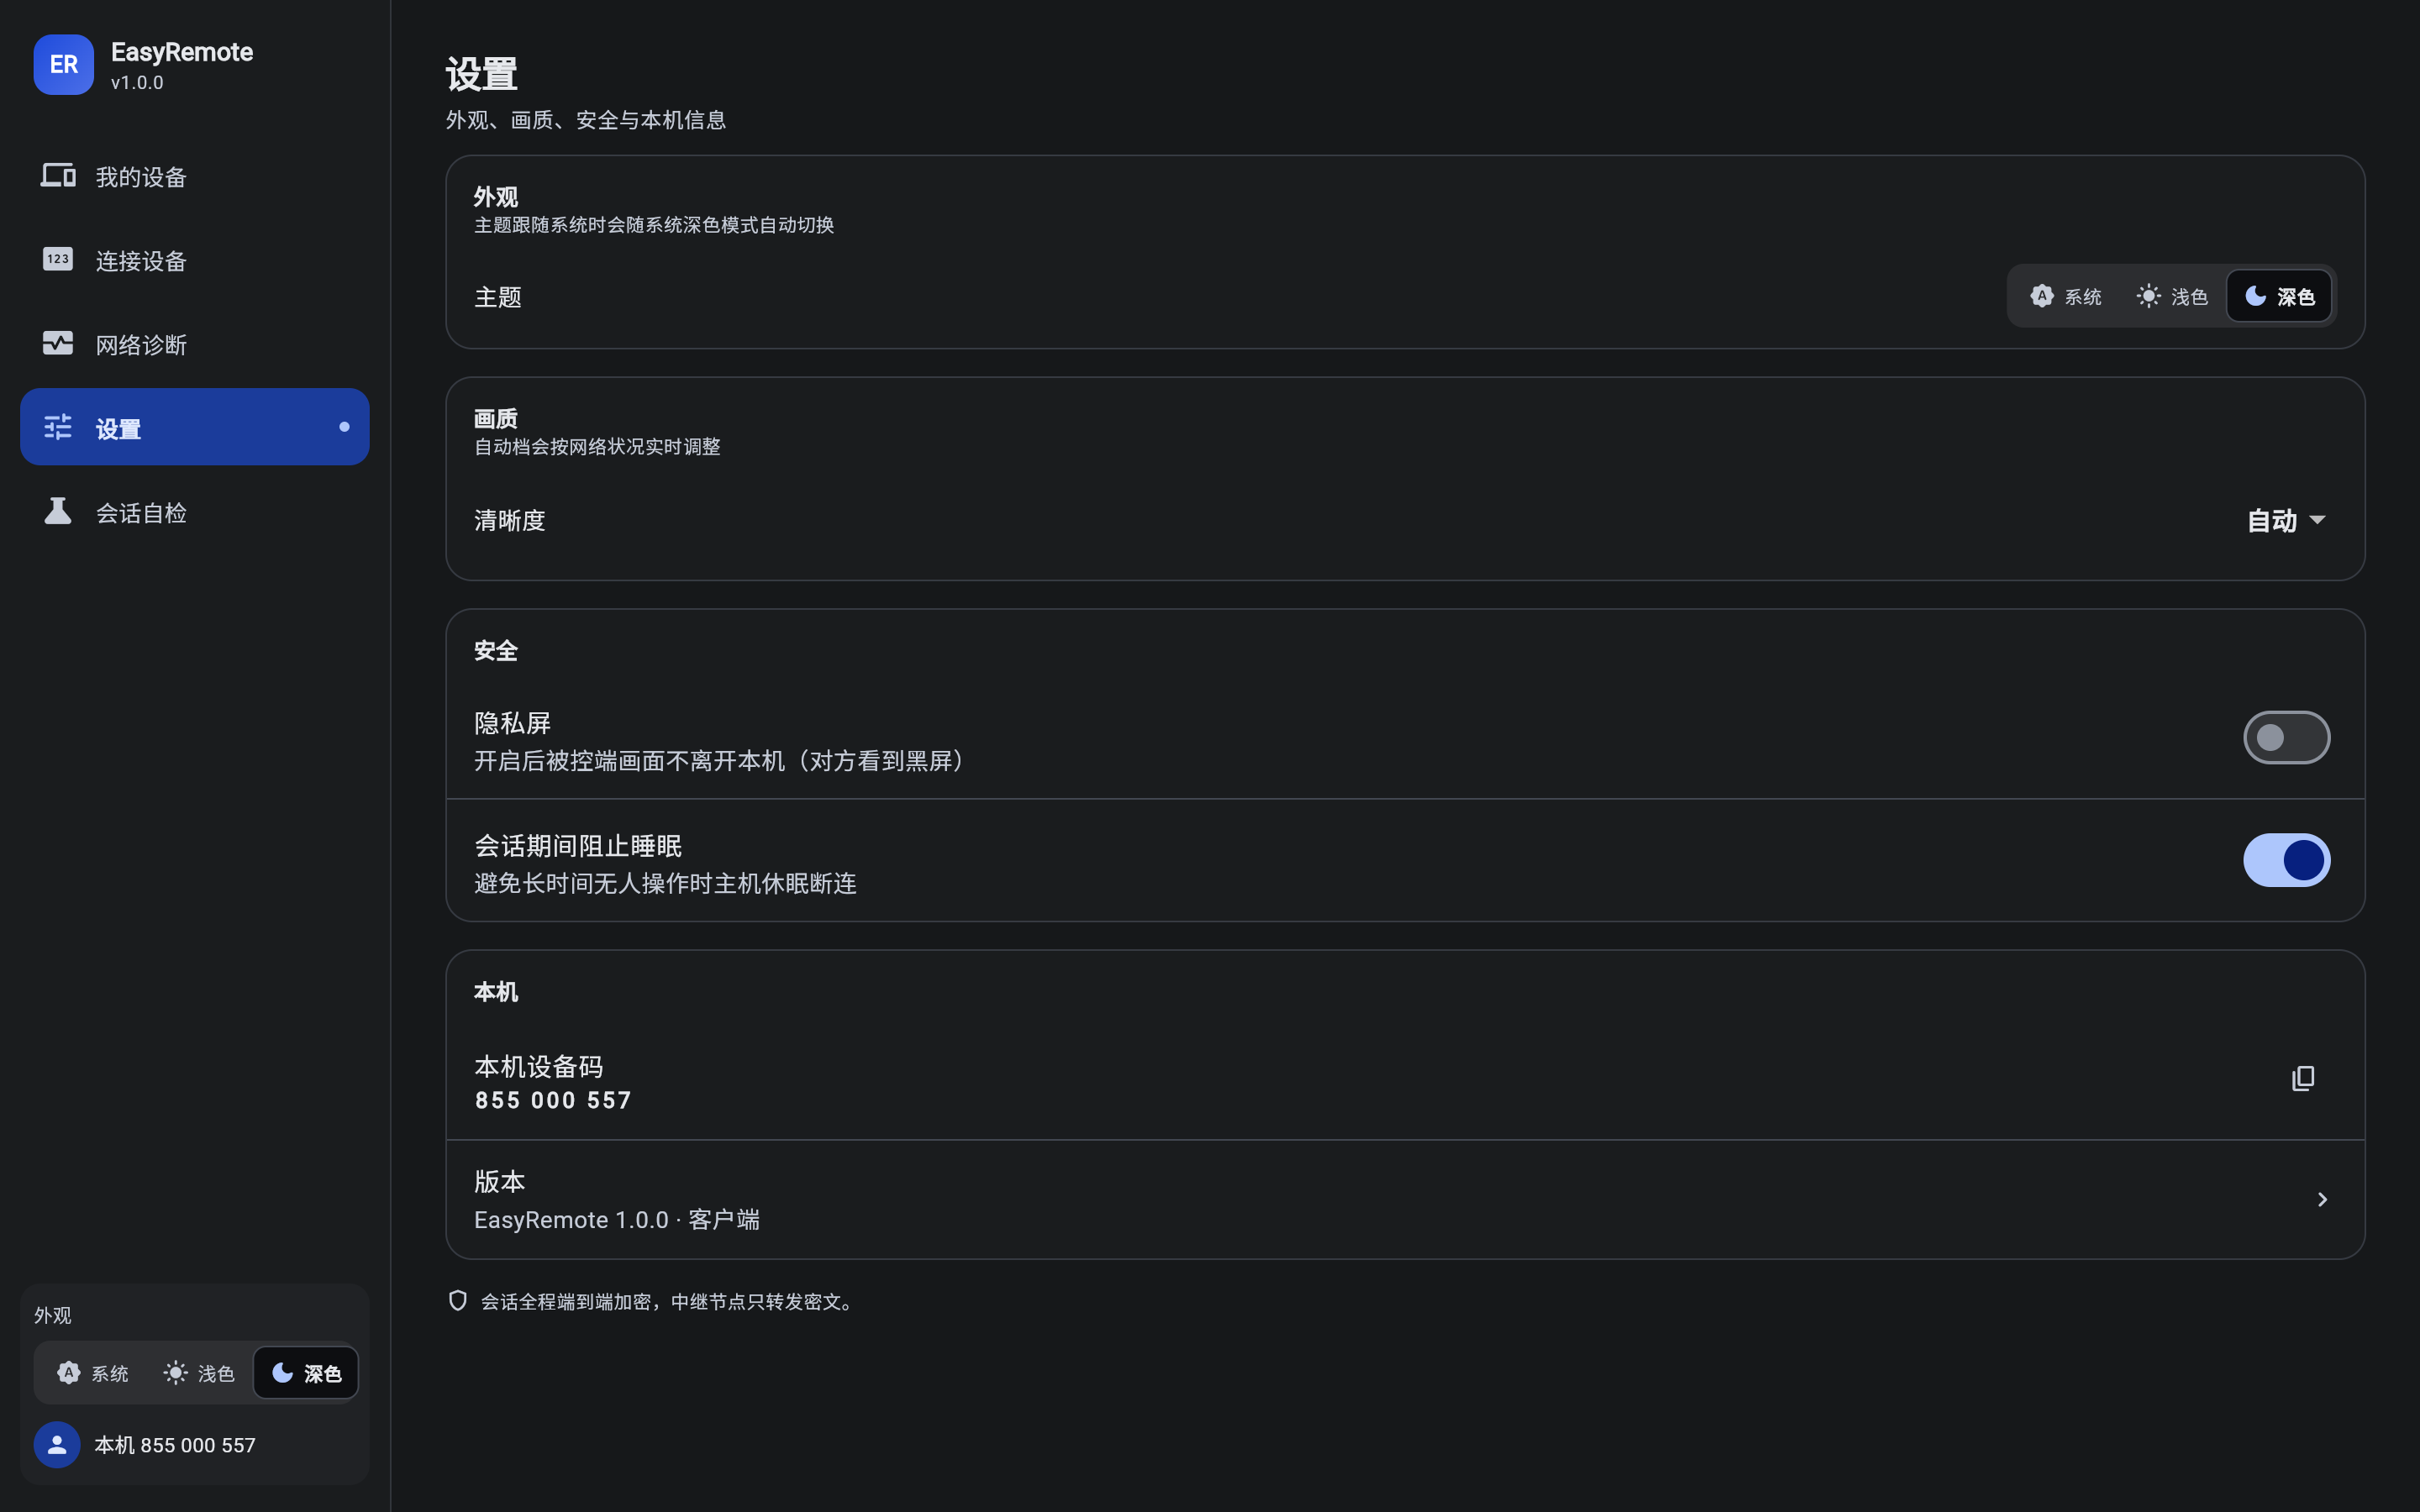 ER
EasyRemote
v1.0.0
我的设备
123
连接设备
网络诊断
设置
会话自检
外观
A 系统 浅色 深色
本机 855 000 557
设置
外观、画质、安全与本机信息
外观
主题跟随系统时会随系统深色模式自动切换
主题
A 系统 浅色 深色
画质
自动档会按网络状况实时调整
清晰度
自动
安全
隐私屏
开启后被控端画面不离开本机（对方看到黑屏）
会话期间阻止睡眠
避免长时间无人操作时主机休眠断连
本机
本机设备码
855 000 557
版本
EasyRemote 1.0.0 · 客户端
会话全程端到端加密，中继节点只转发密文。